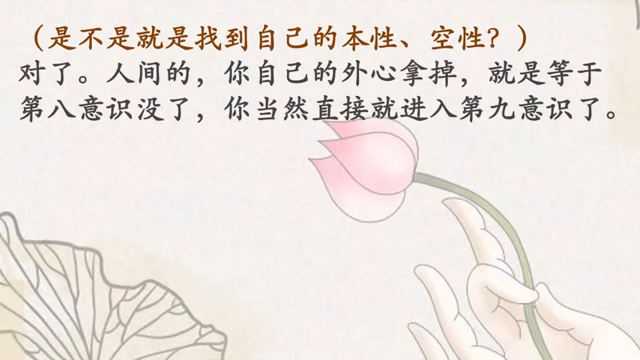 （是不是就是找到自己的本性、空性？）
对了。人间的，你自己的外心拿掉，就是等于
第八意识没了，你当然直接就进入第九意识了。